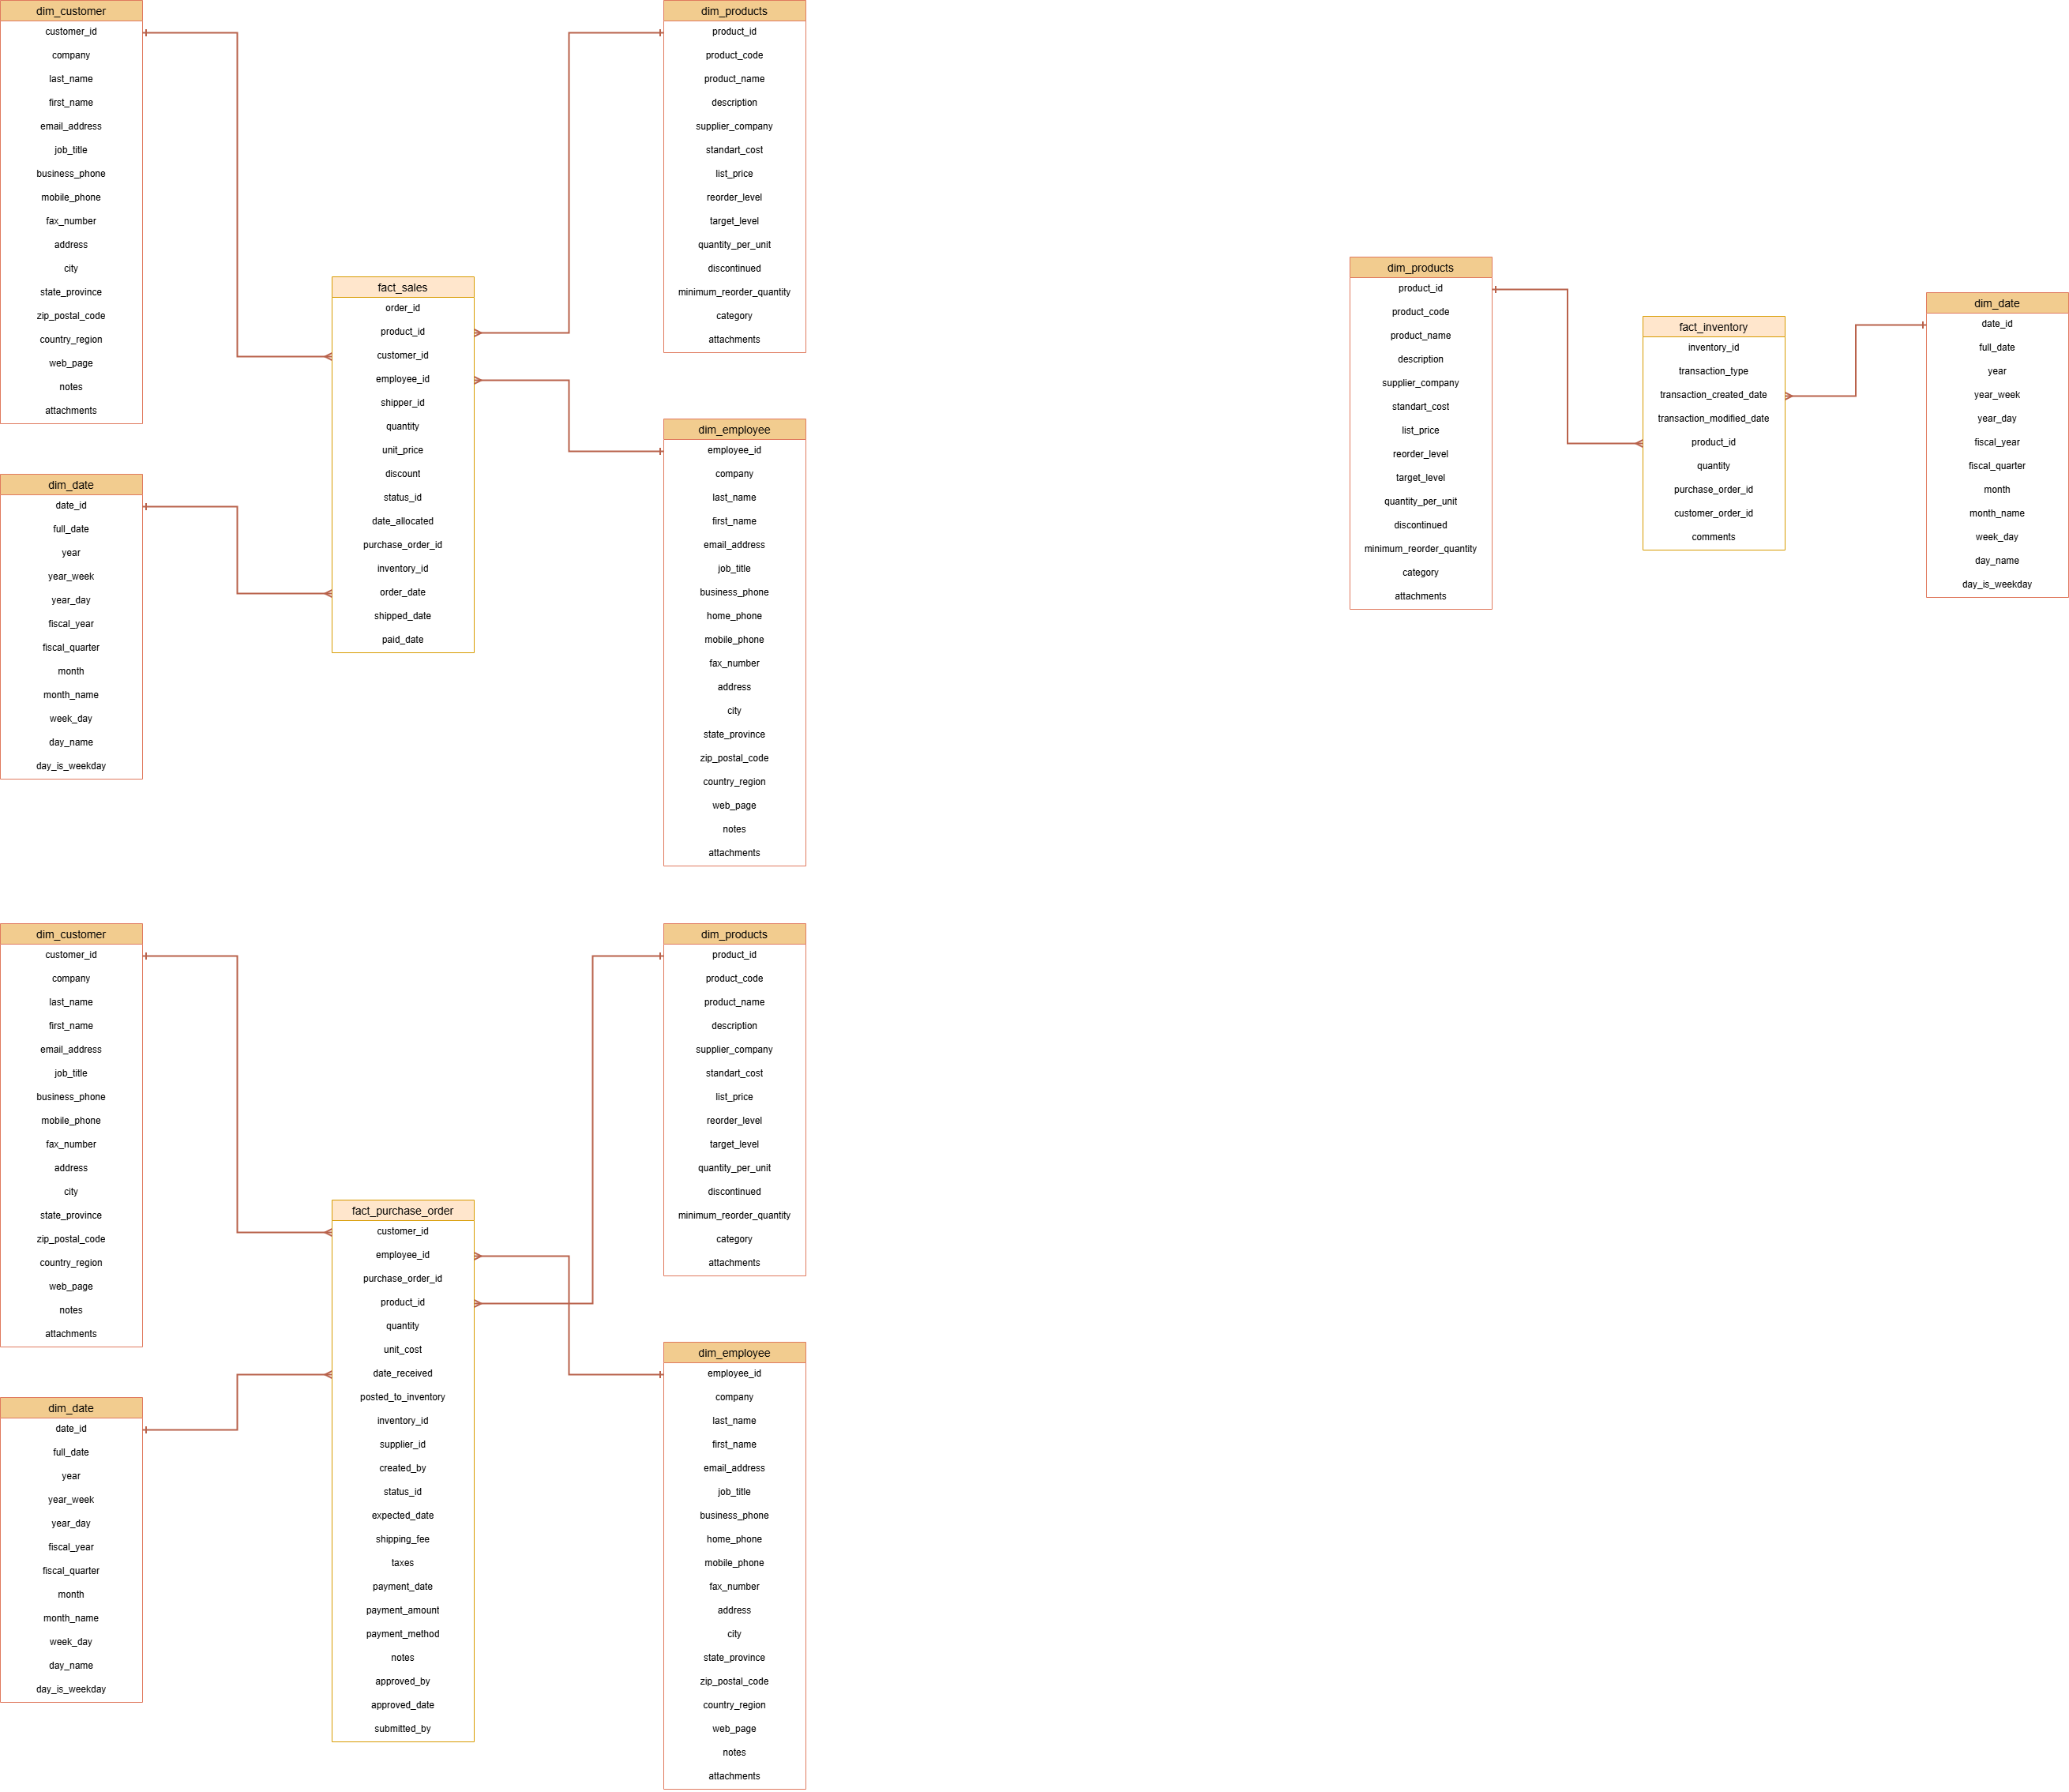 dim_customer
customer_id
company
last_name
first_name
email_address
job_title
business_phone
mobile_phone
fax_number
address
city
state_province
zip_postal_code
country_region
web_page
notes
attachments
dim_date
date_id
full_date
year
year_week
year_day
fiscal_year
fiscal_quarter
month
month_name
week_day
day_name
day_is_weekday
fact_sales
order_id
product_id
customer_id
employee_id
shipper_id
quantity
unit_price
discount
status_id
date_allocated
purchase_order_id
inventory_id
order_date
shipped_date
paid_date
dim_products
product_id
product_code
product_name
description
supplier_company
standart_cost
list_price
reorder_level
target_level
quantity_per_unit
discontinued
minimum_reorder_quantity
category
attachments
dim_employee
employee_id
company
last_name
first_name
email_address
job_title
business_phone
home_phone
mobile_phone
fax_number
address
city
state_province
zip_postal_code
country_region
web_page
notes
attachments
dim_products
product_id
product_code
product_name
description
supplier_company
standart_cost
list_price
reorder_level
target_level
quantity_per_unit
discontinued
minimum_reorder_quantity
category
attachments
fact_inventory
inventory_id
transaction_type
transaction_created_date
transaction_modified_date
product_id
quantity
purchase_order_id
customer_order_id
comments
dim_date
date_id
full_date
year
year_week
year_day
fiscal_year
fiscal_quarter
month
month_name
week_day
day_name
day_is_weekday
dim_customer
customer_id
company
last_name
first_name
email_address
job_title
business_phone
mobile_phone
fax_number
address
city
state_province
zip_postal_code
country_region
web_page
notes
attachments
dim_date
date_id
full_date
year
year_week
year_day
fiscal_year
fiscal_quarter
month
month_name
week_day
day_name
day_is_weekday
fact_purchase_order
customer_id
employee_id
purchase_order_id
product_id
quantity
unit_cost
date_received
posted_to_inventory
inventory_id
supplier_id
created_by
status_id
expected_date
shipping_fee
taxes
payment_date
payment_amount
payment_method
notes
approved_by
approved_date
submitted_by
dim_products
product_id
product_code
product_name
description
supplier_company
standart_cost
list_price
reorder_level
target_level
quantity_per_unit
discontinued
minimum_reorder_quantity
category
attachments
dim_employee
employee_id
company
last_name
first_name
email_address
job_title
business_phone
home_phone
mobile_phone
fax_number
address
city
state_province
zip_postal_code
country_region
web_page
notes
attachments